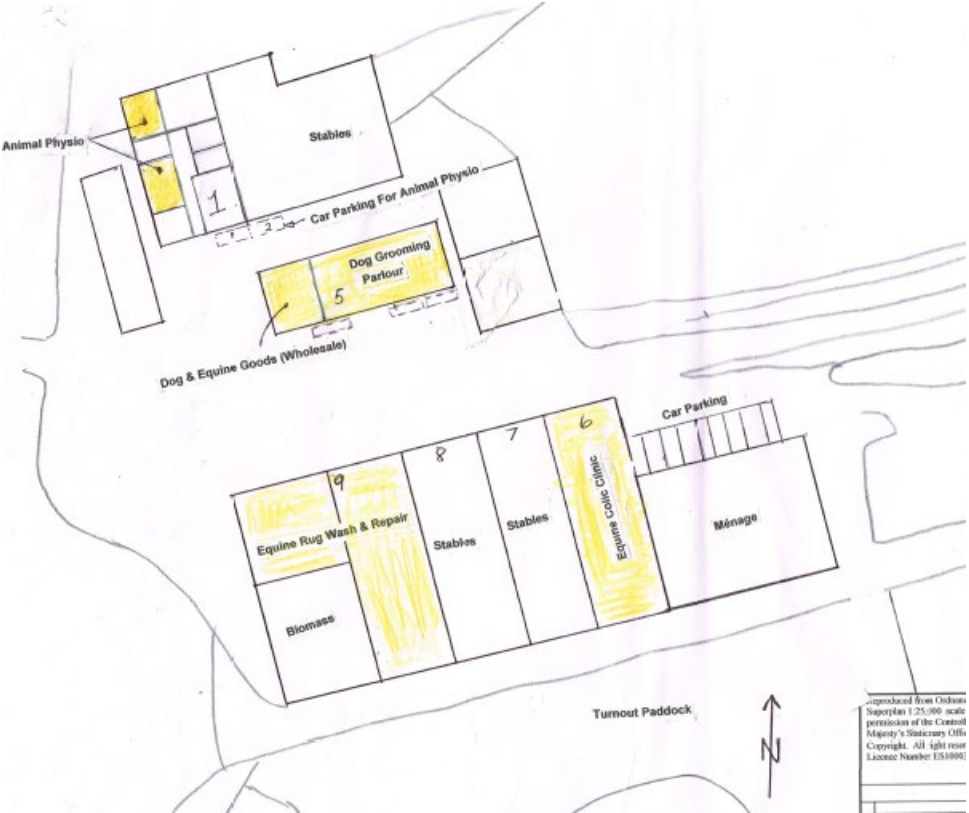 Animal Physio
Stables
1
Car Parking For Animal Physio
1 2
Dog Grooming
Parlour
5
Dog & Equine Goods (Wholesale)
Car Parking
6
7
8
9
Equine Colic Clinic
Ménage
Stables
Stables
Equine Rug Wash & Repair
Biomass
Turnout Paddock
N
eproduced from Ordnan
Superplan 1:25,000 scale
permission of the Controll
Majesty's Stationary Offi
Copyright. All ight reser
Licence Number ES1000